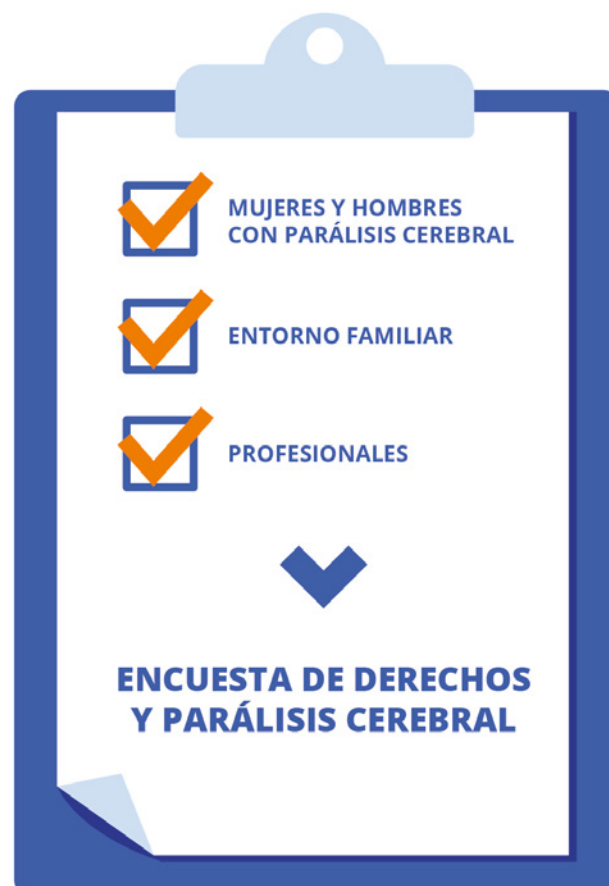 MUJERES Y HOMBRES
CON PARÁLISIS CEREBRAL
ENTORNO FAMILIAR
PROFESIONALES
ENCUESTA DE DERECHOS
Y PARÁLISIS CEREBRAL